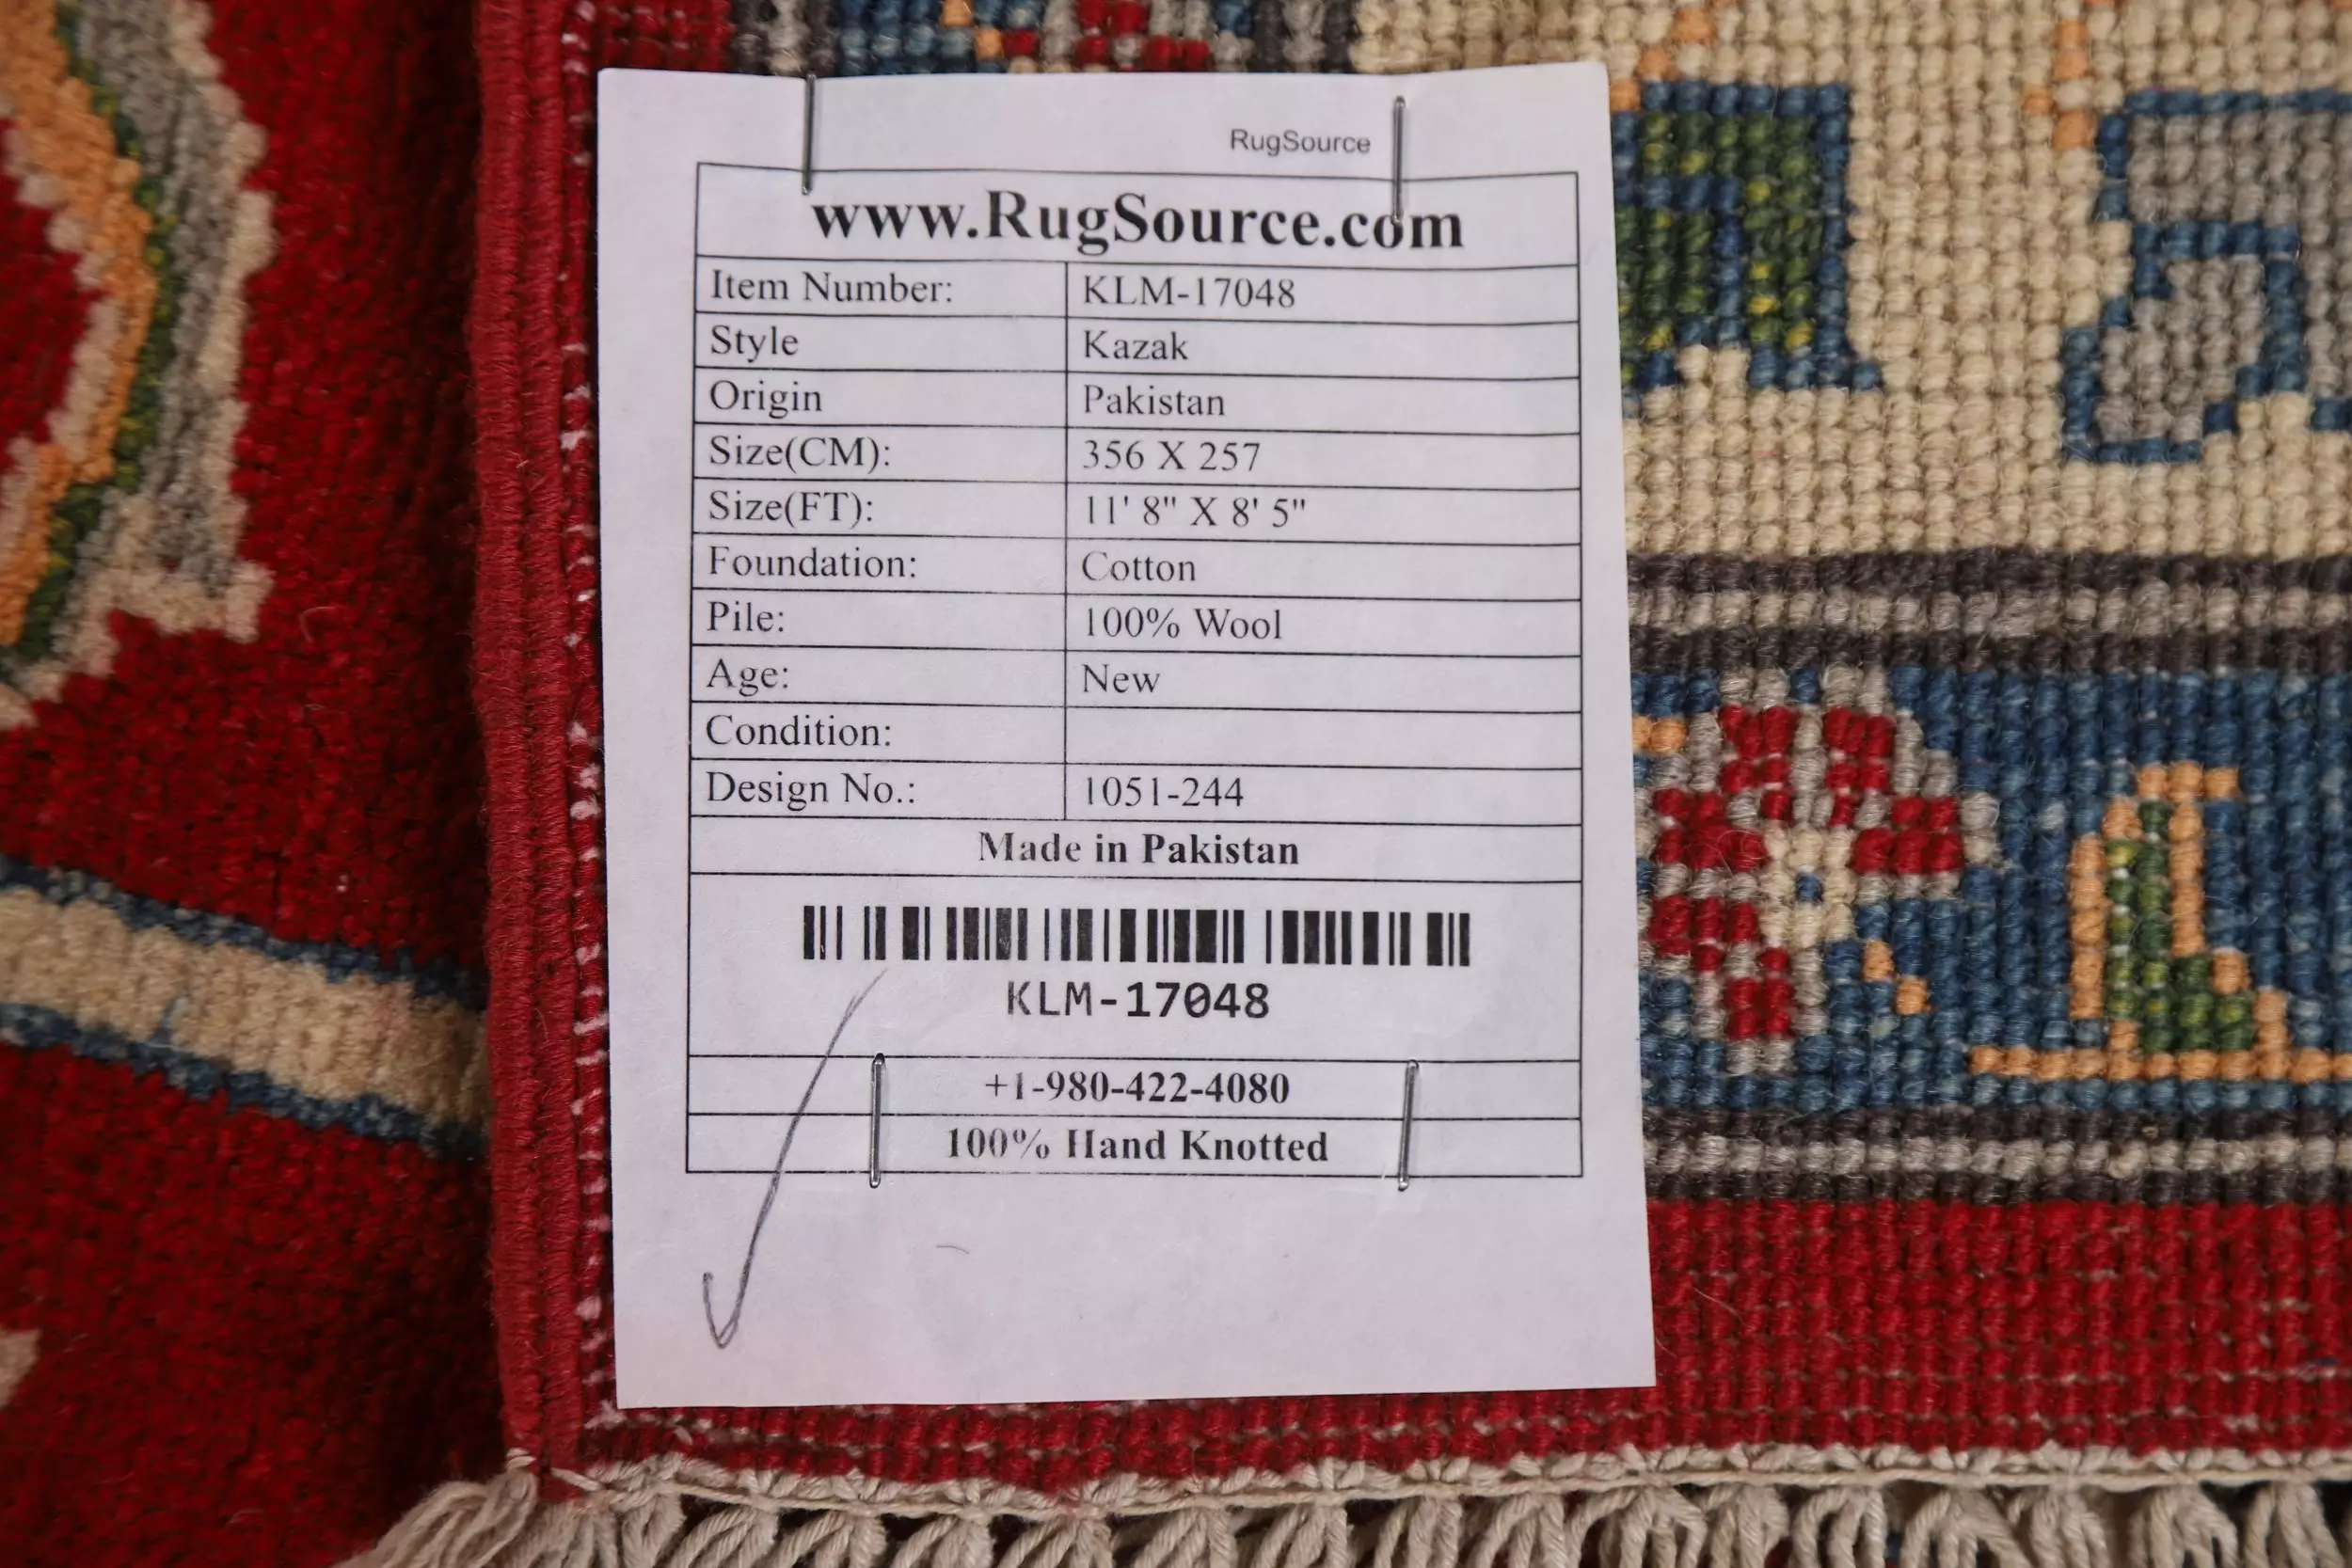 RugSource
www.RugSource.com
Item Number: KLM-17048
Style Kazak
Origin Pakistan
Size(CM): 356 X 257
Size(FT): 11' 8" X 8' 5"
Foundation: Cotton
Pile: 100% Wool
Age: New
Condition:
Design No.: 1051-244
Made in Pakistan
KLM-17048
+1-980-422-4080
100% Hand Knotted